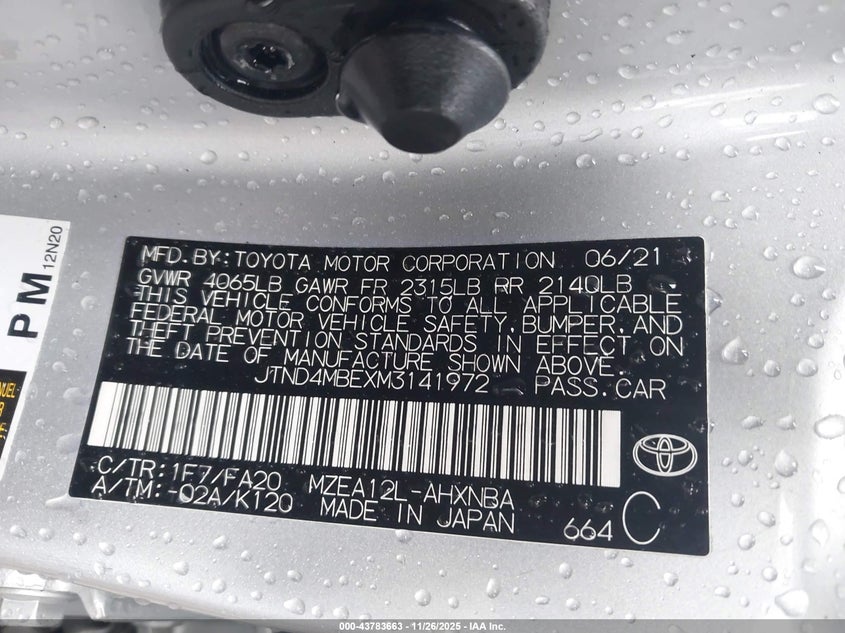 MFD. BY: TOYOTA MOTOR CORPORATION 06/21
GVWR 4065LB GAWR FR 2315LB RR 2140LB
THIS VEHICLE CONFORMS TO ALL APPLICABLE
FEDERAL MOTOR VEHICLE SAFETY, BUMPER, AND
THEFT PREVENTION STANDARDS IN EFFECT ON
THE DATE OF MANUFACTURE SHOWN ABOVE.
JTND4MBEXM3141972 PASS.CAR
C/TR: 1F7/FA20 MZEA12L-AHXNBA
A/TM: -02A/K120 MADE IN JAPAN 664 C
PM 12N20
000-43783663 - 11/26/2025 - IAA Inc.